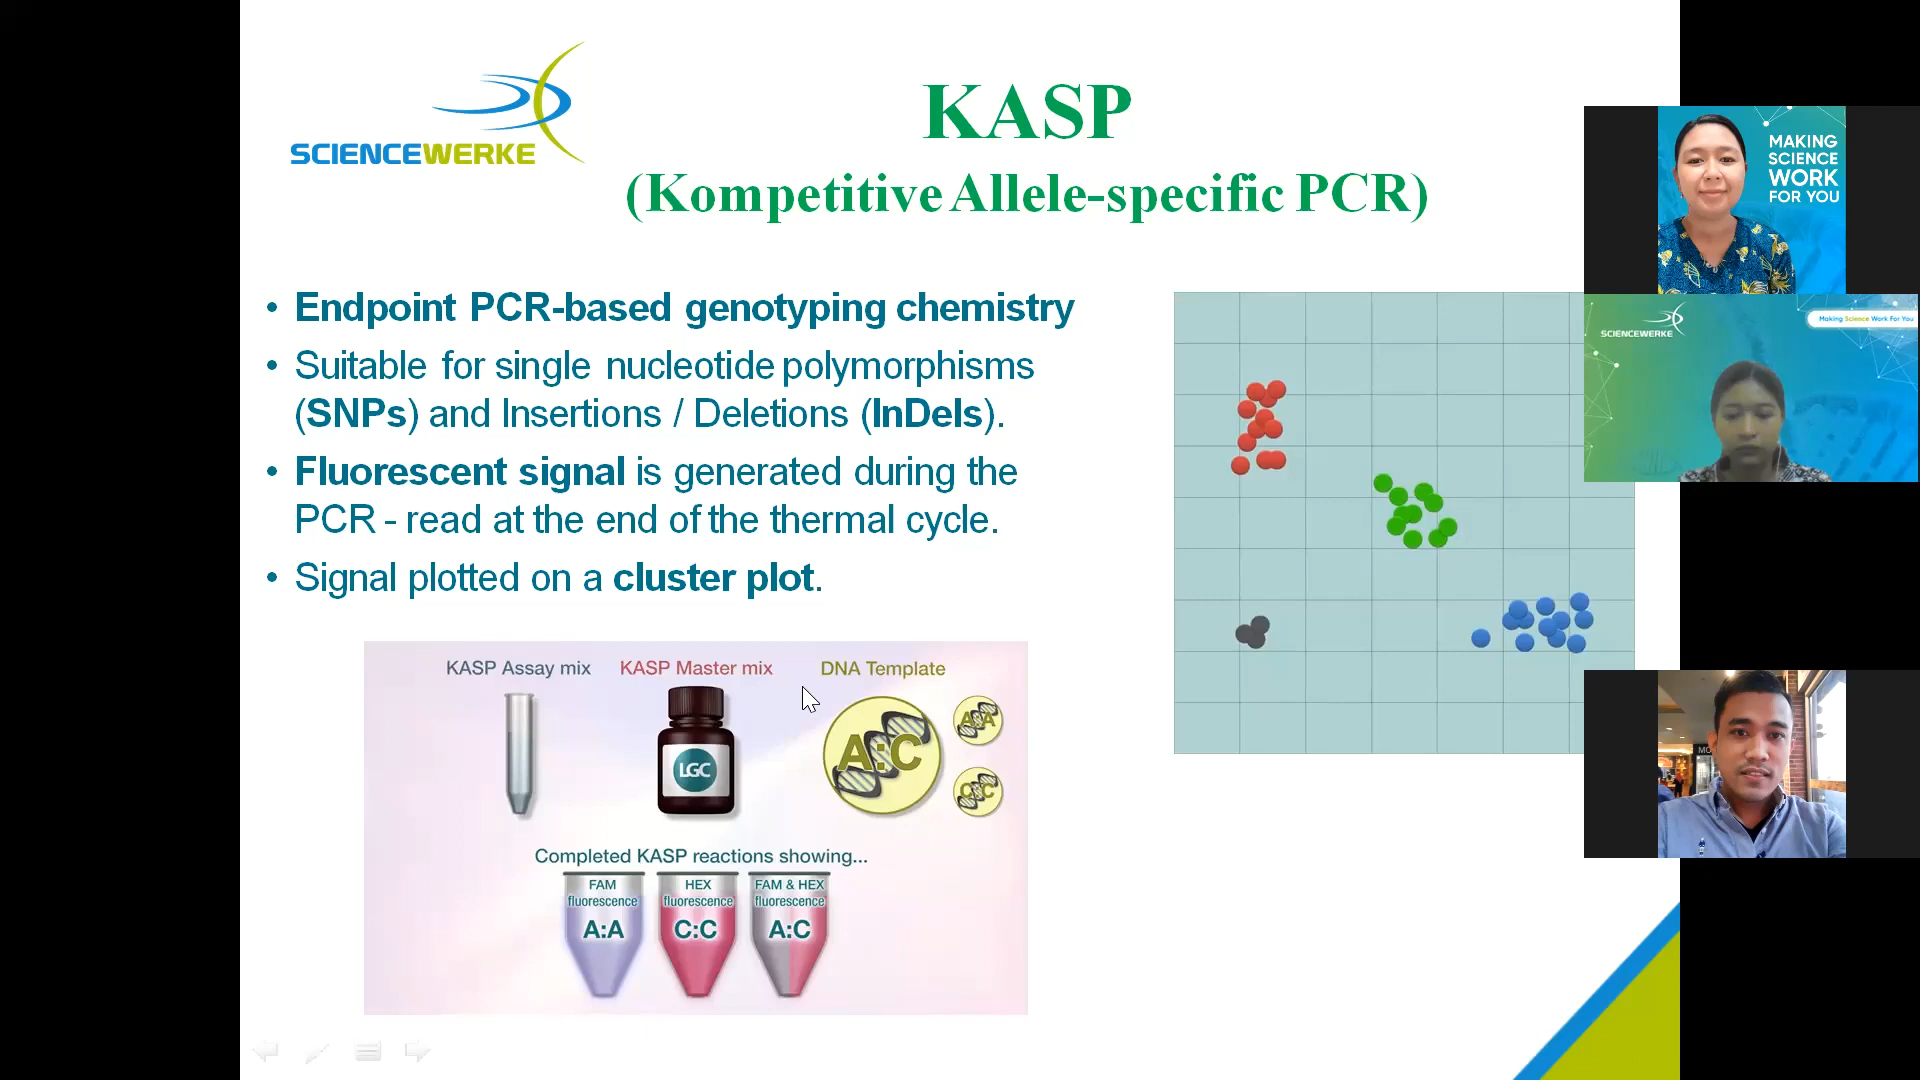 SCIENCEWERKE
KASP
(Kompetitive Allele-specific PCR)
• Endpoint PCR-based genotyping chemistry
• Suitable for single nucleotide polymorphisms
(SNPs) and Insertions / Deletions (InDels).
• Fluorescent signal is generated during the
PCR - read at the end of the thermal cycle.
• Signal plotted on a cluster plot.
KASP Assay mix KASP Master mix DNA Template
LGC
A:C
A:A
C:C
Completed KASP reactions showing...
FAM
fluorescence
A:A
HEX
fluorescence
C:C
FAM & HEX
fluorescence
A:C
MAKING
SCIENCE
WORK
FOR YOU
SCIENCEWERKE
Making Science Work For You